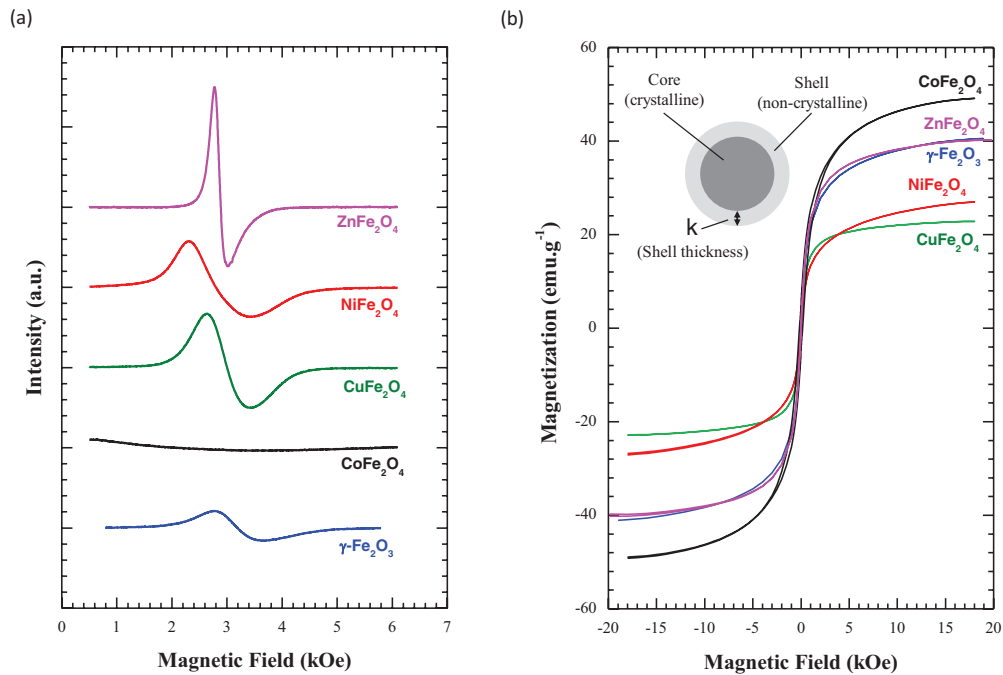 (a)
ZnFe₂O₄
NiFe₂O₄
CuFe₂O₄
CoFe₂O₄
γ-Fe₂O₃
Intensity (a.u.)
0 1 2 3 4 5 6 7
Magnetic Field (kOe)
(b)
60
40
20
0
-20
-40
-60
Magnetization (emu.g⁻¹)
Core
(crystalline)
Shell
(non-crystalline)
k
(Shell thickness)
CoFe₂O₄
ZnFe₂O₄
γ-Fe₂O₃
NiFe₂O₄
CuFe₂O₄
-20 -15 -10 -5 0 5 10 15 20
Magnetic Field (kOe)